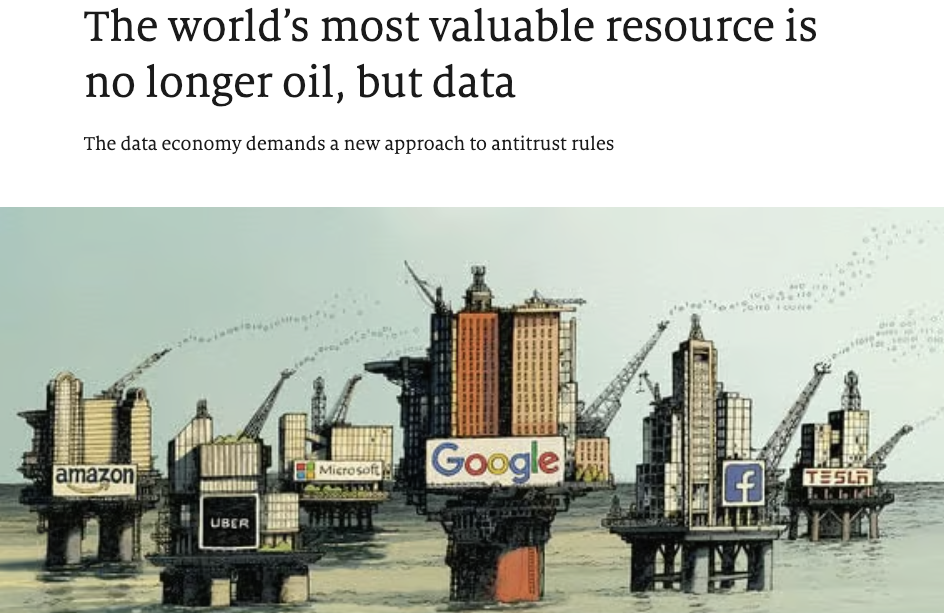 The world’s most valuable resource is
no longer oil, but data
The data economy demands a new approach to antitrust rules
amazon
UBER
Microsoft
Google
f
TESLA